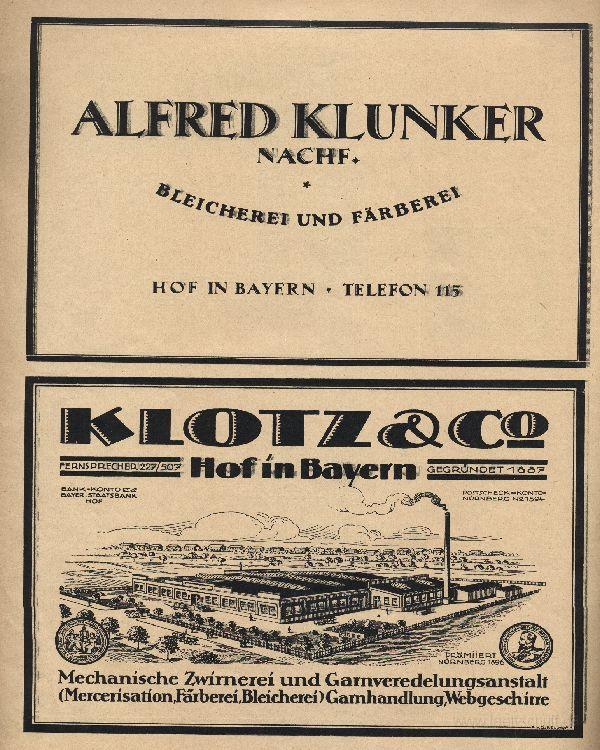 ALFRED KLUNKER
NACHF.
BLEICHEREI UND FÄRBEREI
HOF IN BAYERN · TELEFON 115
KLOTZ & Co
FERNSPRECHER 227/507
Hof in Bayern
GEGRÜNDET 1887
BANK=KONTO
BAYER. STAATSBANK
HOF
POSTSCHECK=KONTO
NÜRNBERG No
PRÄMIIERT
NÜRNBERG 1896
Mechanische Zwirnerei und Garnveredelungsanstalt
(Mercerisation, Färberei, Bleicherei) Garnhandlung, Webgeschirre